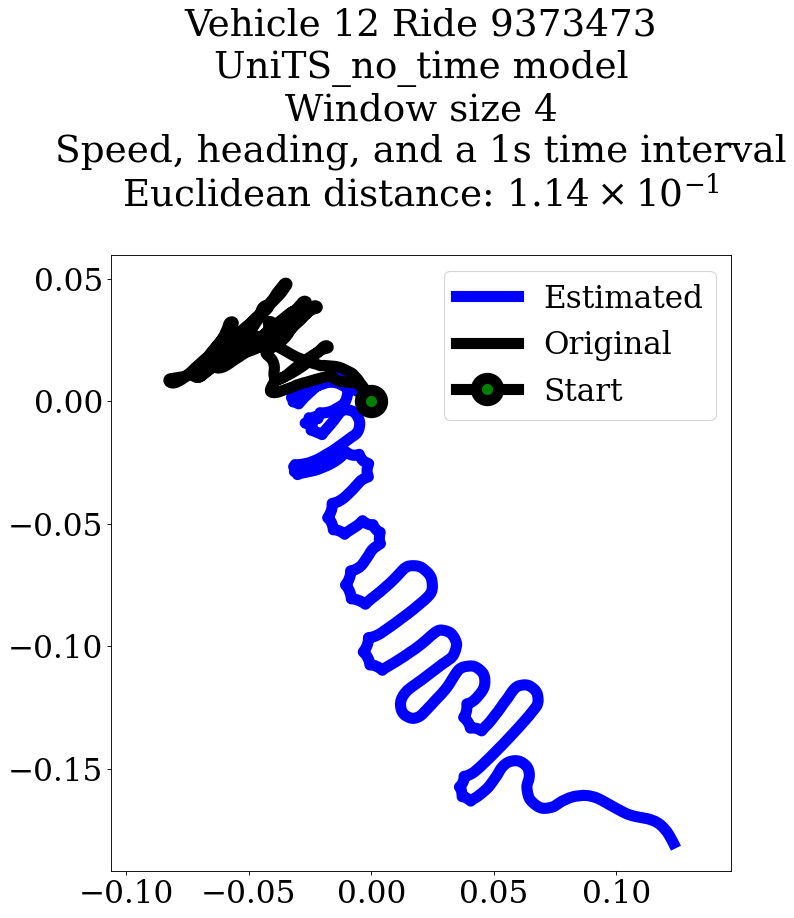 Vehicle 12 Ride 9373473
UniTS_no_time model
Window size 4
Speed, heading, and a 1s time interval
Euclidean distance: 1.14 × 10⁻¹
Estimated
Original
Start
0.05
0.00
−0.05
−0.10
−0.15
−0.10 −0.05 0.00 0.05 0.10